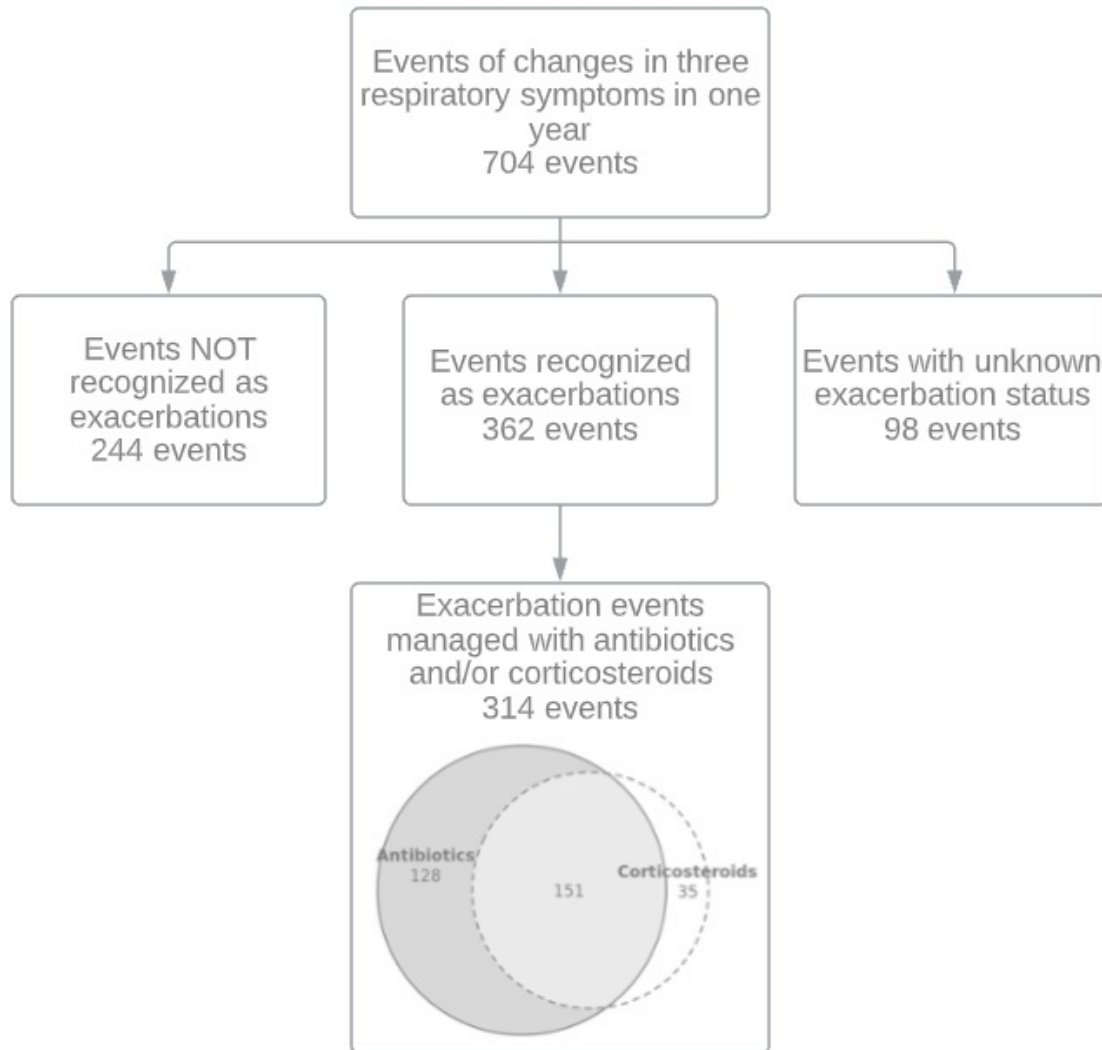 Events of changes in three
respiratory symptoms in one
year
704 events
Events NOT
recognized as
exacerbations
244 events
Events recognized
as exacerbations
362 events
Events with unknown
exacerbation status
98 events
Exacerbation events
managed with antibiotics
and/or corticosteroids
314 events
Antibiotics
128
151
Corticosteroids
35